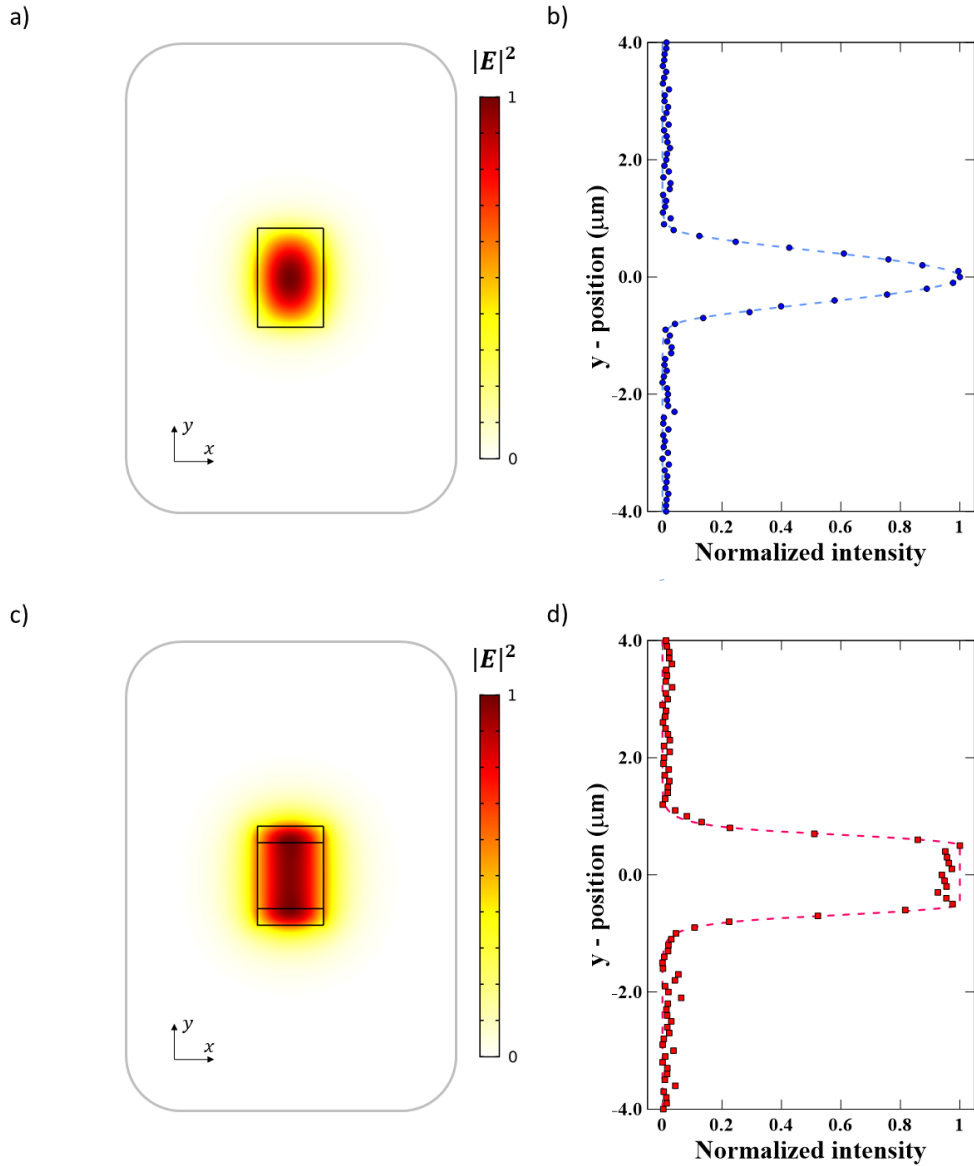 a)
|E|²
1
0
y
x
b)
4.0
2.0
0.0
-2.0
-4.0
y - position (μm)
0 0.2 0.4 0.6 0.8 1
Normalized intensity
c)
|E|²
1
0
y
x
d)
4.0
2.0
0.0
-2.0
-4.0
y - position (μm)
0 0.2 0.4 0.6 0.8 1
Normalized intensity